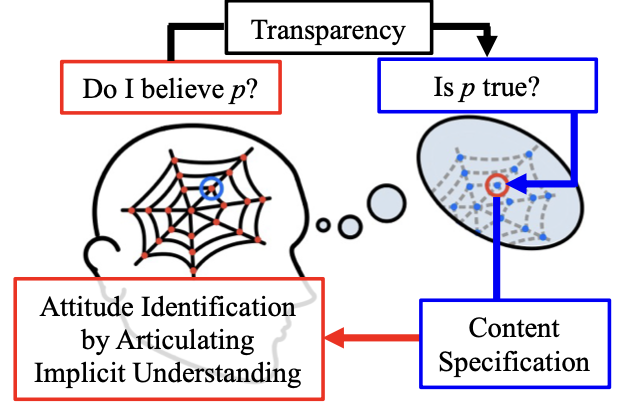 Transparency
Do I believe p?
Is p true?
Attitude Identification
by Articulating
Implicit Understanding
Content
Specification